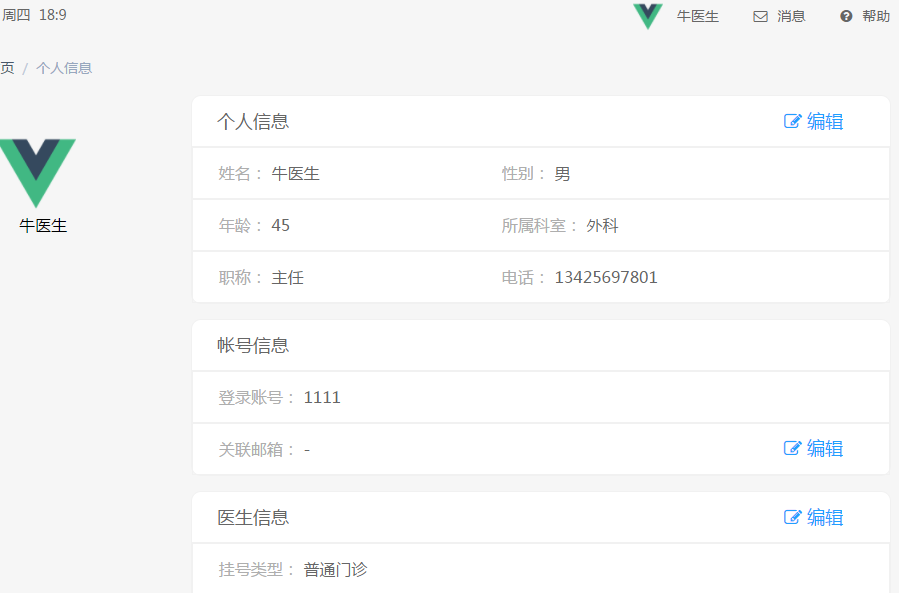 周四 18:9 牛医生 消息 帮助
页 / 个人信息
牛医生
个人信息 编辑
姓名： 牛医生 性别： 男
年龄： 45 所属科室： 外科
职称： 主任 电话： 13425697801
帐号信息
登录账号： 1111
关联邮箱： - 编辑
医生信息 编辑
挂号类型： 普通门诊